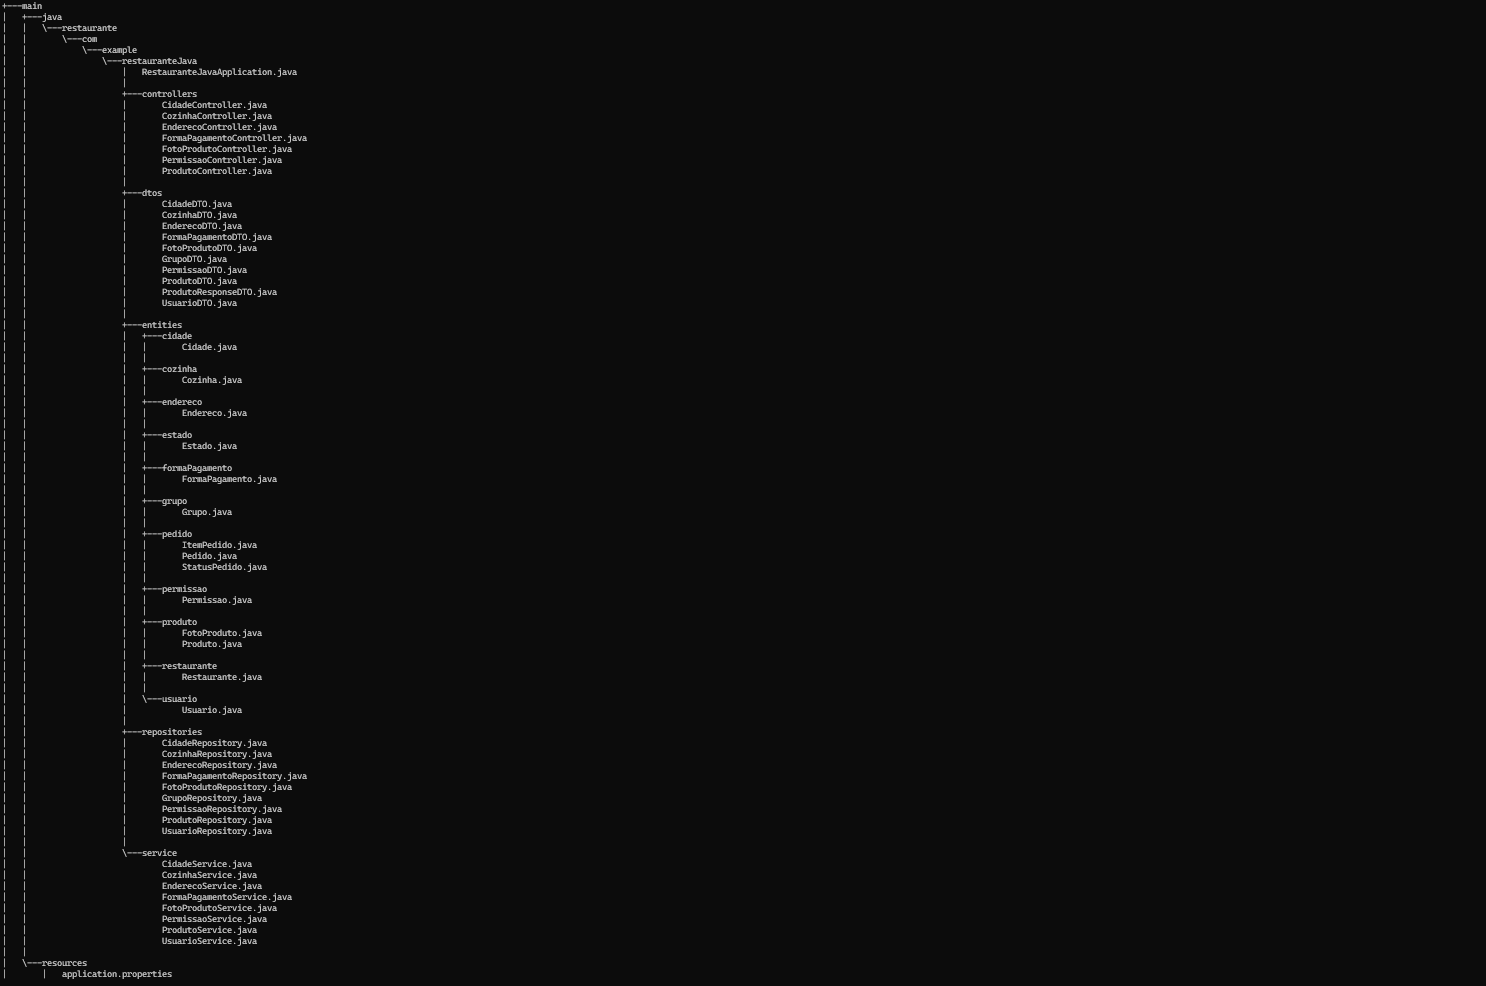 +---main
|   +---java
|   |   \---restaurante
|   |       \---com
|   |           \---example
|   |               \---restauranteJava
|   |                   |   RestauranteJavaApplication.java
|   |                   |
|   |                   +---controllers
|   |                   |       CidadeController.java
|   |                   |       CozinhaController.java
|   |                   |       EnderecoController.java
|   |                   |       FormaPagamentoController.java
|   |                   |       FotoProdutoController.java
|   |                   |       PermissaoController.java
|   |                   |       ProdutoController.java
|   |                   |
|   |                   +---dtos
|   |                   |       CidadeDTO.java
|   |                   |       CozinhaDTO.java
|   |                   |       EnderecoDTO.java
|   |                   |       FormaPagamentoDTO.java
|   |                   |       FotoProdutoDTO.java
|   |                   |       GrupoDTO.java
|   |                   |       PermissaoDTO.java
|   |                   |       ProdutoDTO.java
|   |                   |       ProdutoResponseDTO.java
|   |                   |       UsuarioDTO.java
|   |                   |
|   |                   +---entities
|   |                   |   +---cidade
|   |                   |   |       Cidade.java
|   |                   |   |
|   |                   |   +---cozinha
|   |                   |   |       Cozinha.java
|   |                   |   |
|   |                   |   +---endereco
|   |                   |   |       Endereco.java
|   |                   |   |
|   |                   |   +---estado
|   |                   |   |       Estado.java
|   |                   |   |
|   |                   |   +---formaPagamento
|   |                   |   |       FormaPagamento.java
|   |                   |   |
|   |                   |   +---grupo
|   |                   |   |       Grupo.java
|   |                   |   |
|   |                   |   +---pedido
|   |                   |   |       ItemPedido.java
|   |                   |   |       Pedido.java
|   |                   |   |       StatusPedido.java
|   |                   |   |
|   |                   |   +---permissao
|   |                   |   |       Permissao.java
|   |                   |   |
|   |                   |   +---produto
|   |                   |   |       FotoProduto.java
|   |                   |   |       Produto.java
|   |                   |   |
|   |                   |   +---restaurante
|   |                   |   |       Restaurante.java
|   |                   |   |
|   |                   |   \---usuario
|   |                   |           Usuario.java
|   |                   |
|   |                   +---repositories
|   |                   |       CidadeRepository.java
|   |                   |       CozinhaRepository.java
|   |                   |       EnderecoRepository.java
|   |                   |       FormaPagamentoRepository.java
|   |                   |       FotoProdutoRepository.java
|   |                   |       GrupoRepository.java
|   |                   |       PermissaoRepository.java
|   |                   |       ProdutoRepository.java
|   |                   |       UsuarioRepository.java
|   |                   |
|   |                   \---service
|   |                           CidadeService.java
|   |                           CozinhaService.java
|   |                           EnderecoService.java
|   |                           FormaPagamentoService.java
|   |                           FotoProdutoService.java
|   |                           PermissaoService.java
|   |                           ProdutoService.java
|   |                           UsuarioService.java
|   |
|   \---resources
|       |   application.properties